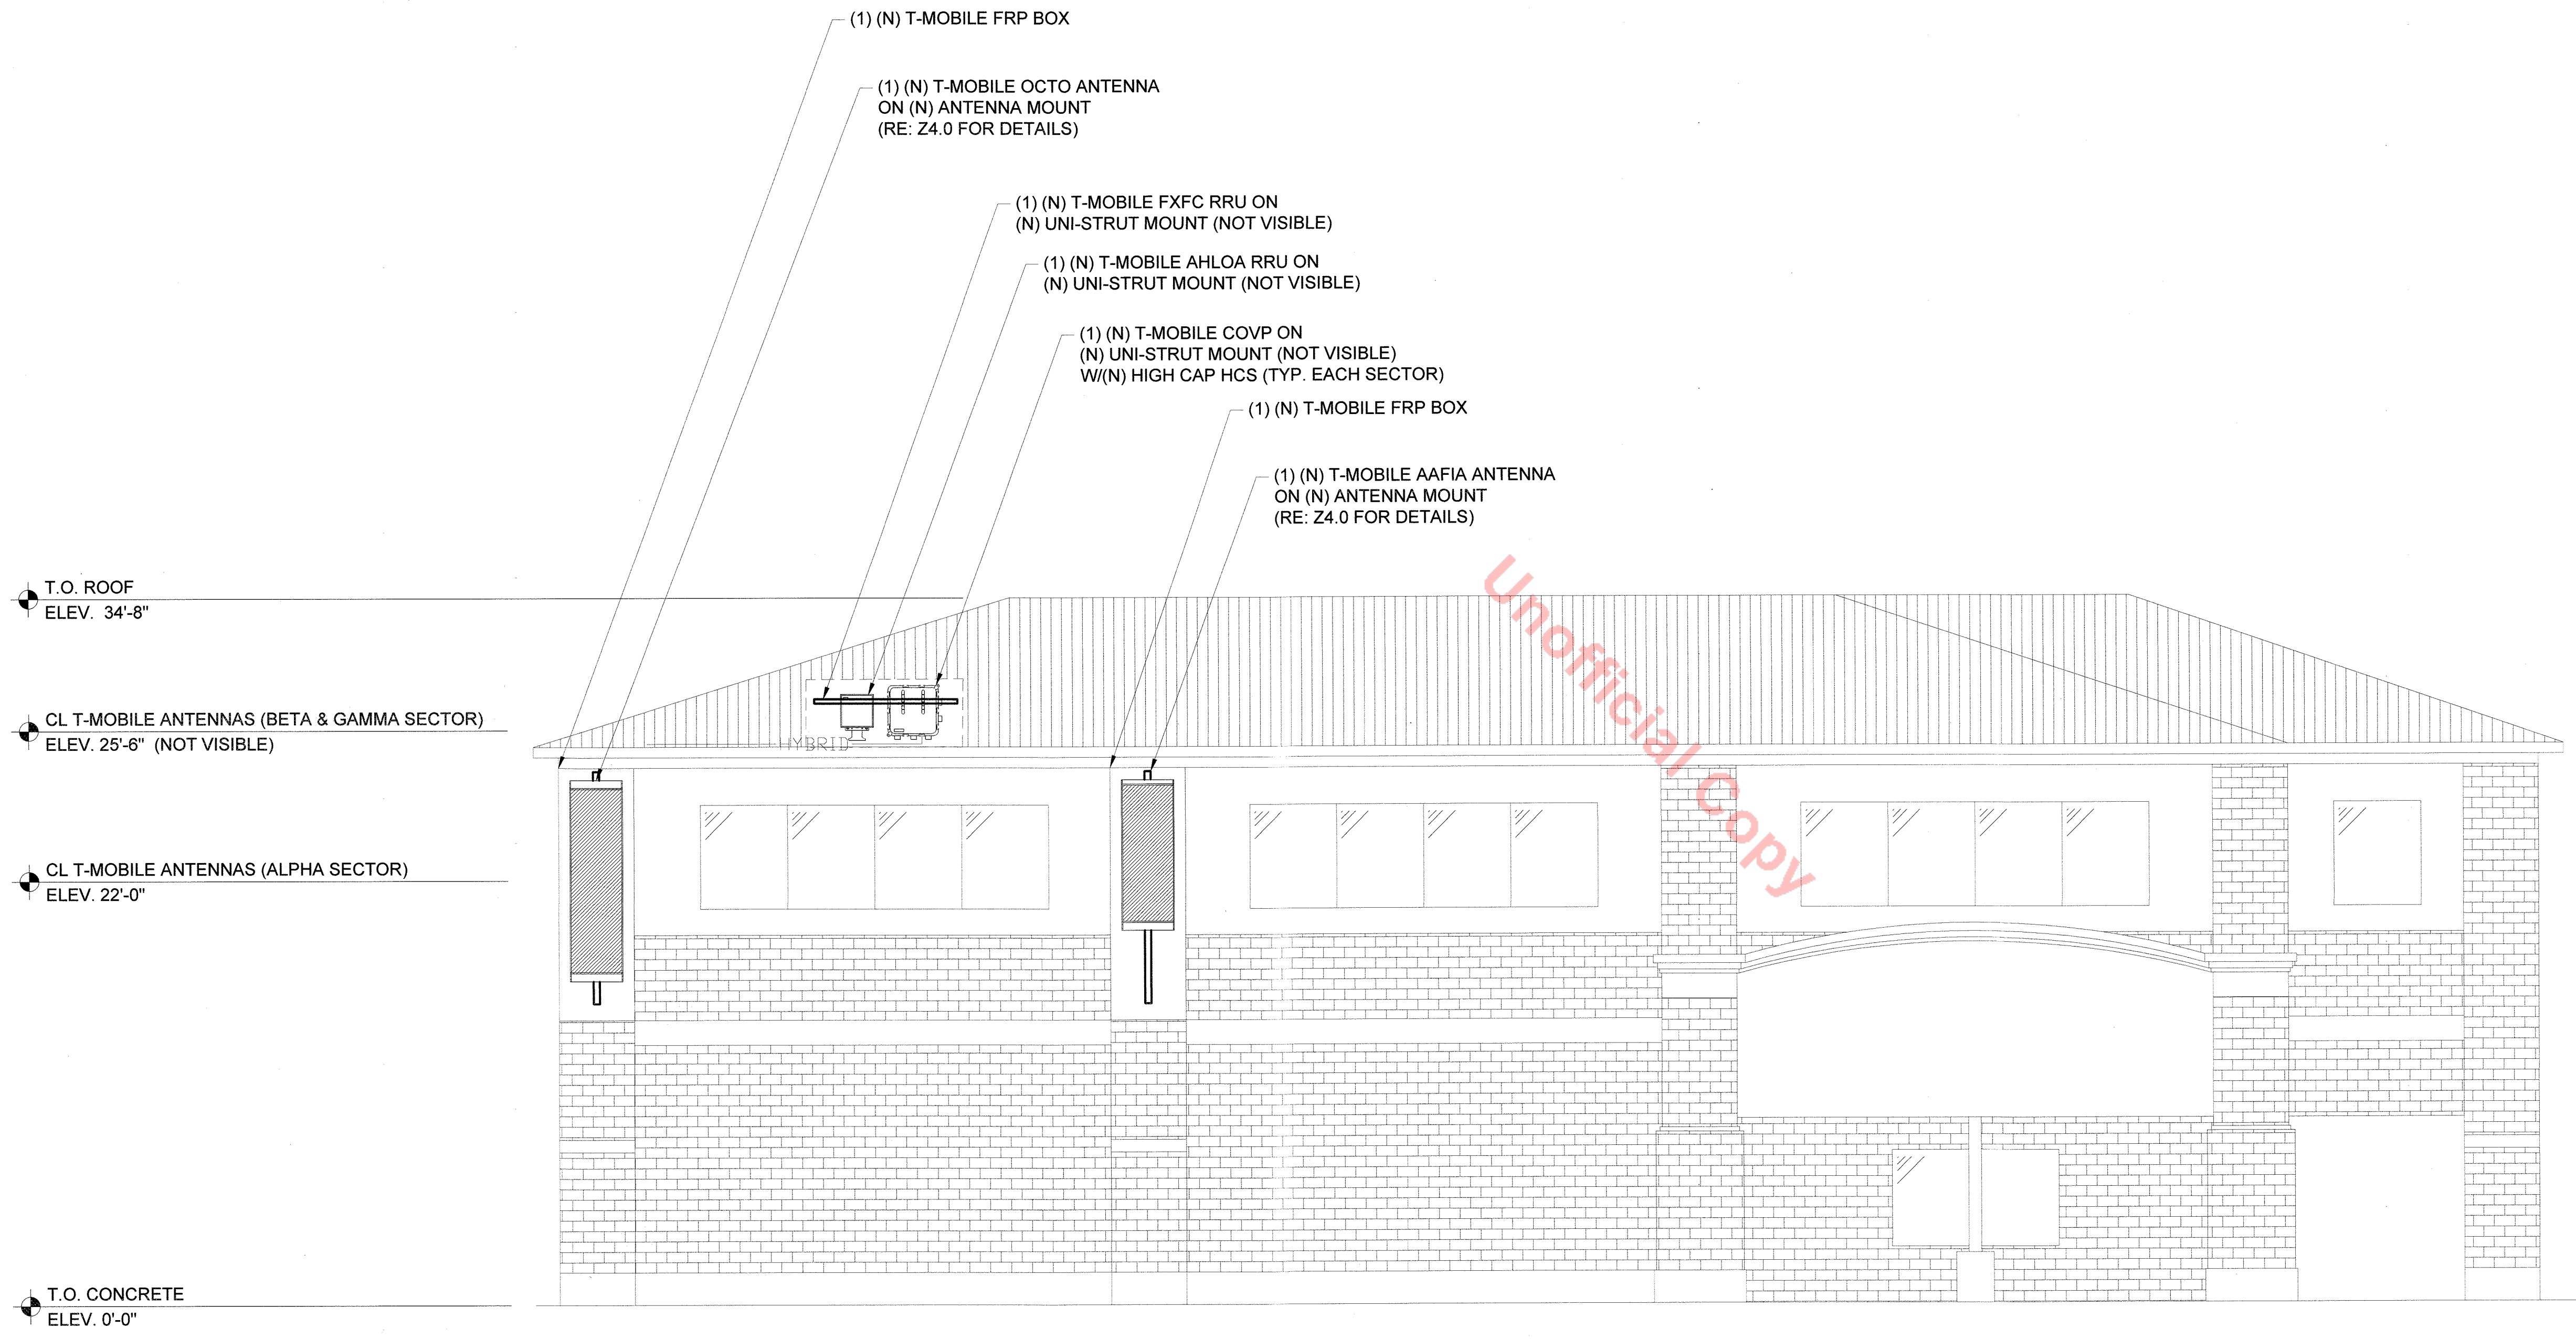 (1) (N) T-MOBILE FRP BOX
(1) (N) T-MOBILE OCTO ANTENNA
ON (N) ANTENNA MOUNT
(RE: Z4.0 FOR DETAILS)
(1) (N) T-MOBILE FXFC RRU ON
(N) UNI-STRUT MOUNT (NOT VISIBLE)
(1) (N) T-MOBILE AHLOA RRU ON
(N) UNI-STRUT MOUNT (NOT VISIBLE)
(1) (N) T-MOBILE COVP ON
(N) UNI-STRUT MOUNT (NOT VISIBLE)
W/(N) HIGH CAP HCS (TYP. EACH SECTOR)
(1) (N) T-MOBILE FRP BOX
(1) (N) T-MOBILE AAFIA ANTENNA
ON (N) ANTENNA MOUNT
(RE: Z4.0 FOR DETAILS)
T.O. ROOF
ELEV. 34'-8"
CL T-MOBILE ANTENNAS (BETA & GAMMA SECTOR)
ELEV. 25'-6" (NOT VISIBLE)
HYBRID
CL T-MOBILE ANTENNAS (ALPHA SECTOR)
ELEV. 22'-0"
T.O. CONCRETE
ELEV. 0'-0"
Unofficial Copy